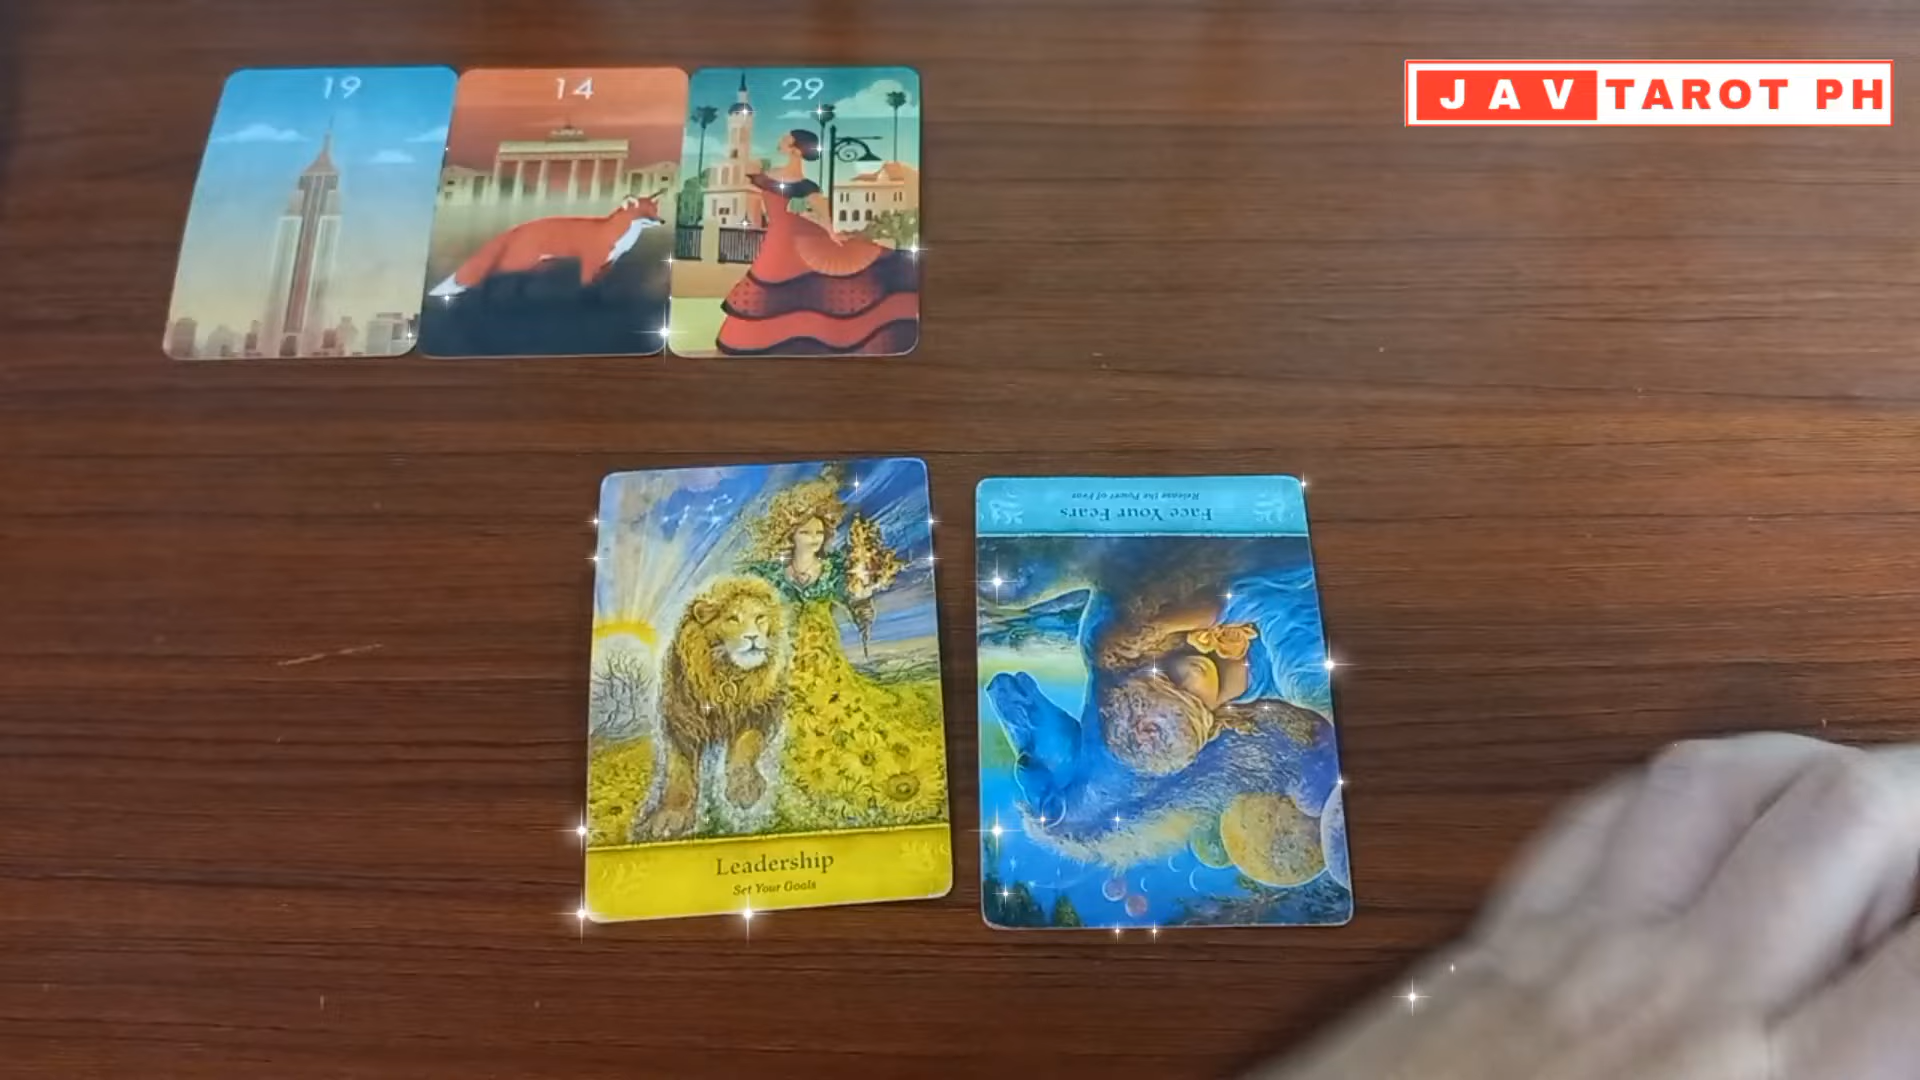 19
14
29
JAV TAROT PH
Release the Power of Fear
Face Your Fears
Leadership
Set Your Goals